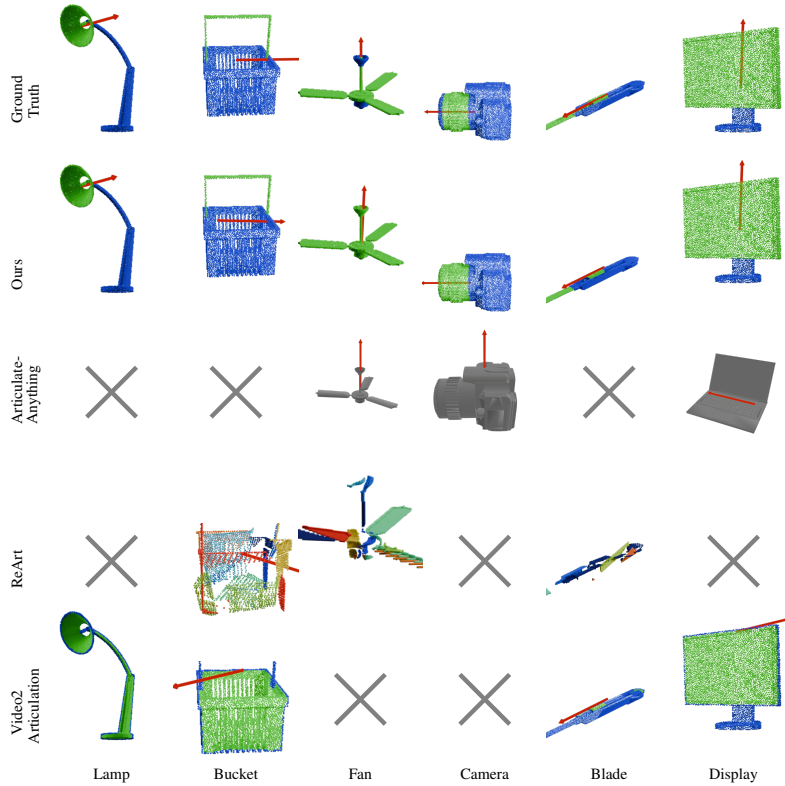 Ground
Truth
Ours
Articulate-
Anything
ReArt
Video2
Articulation
Lamp
Bucket
Fan
Camera
Blade
Display